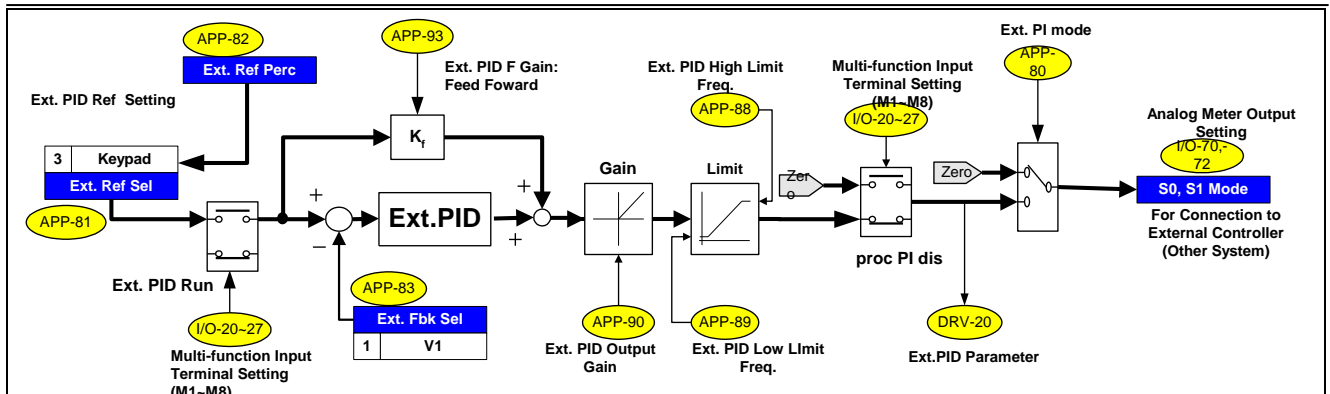 APP-82
Ext. Ref Perc
Ext. PID Ref Setting
3 Keypad
Ext. Ref Sel
APP-81
Ext. PID Run
I/O-20~27
Multi-function Input
Terminal Setting
(M1~M8)
APP-93
Ext. PID F Gain:
Feed Foward
Kf
+
−
Ext.PID
+
+
APP-83
Ext. Fbk Sel
1 V1
Gain
APP-90
Ext. PID Output
Gain
Ext. PID High Limit
Freq.
APP-88
Limit
APP-89
Ext. PID Low LImit
Freq.
Multi-function Input
Terminal Setting
(M1~M8)
I/O-20~27
Zer
o
proc PI dis
Zero
DRV-20
Ext.PID Parameter
Ext. PI mode
APP-
80
Analog Meter Output
Setting
I/O-70,-
72
S0, S1 Mode
For Connection to
External Controller
(Other System)